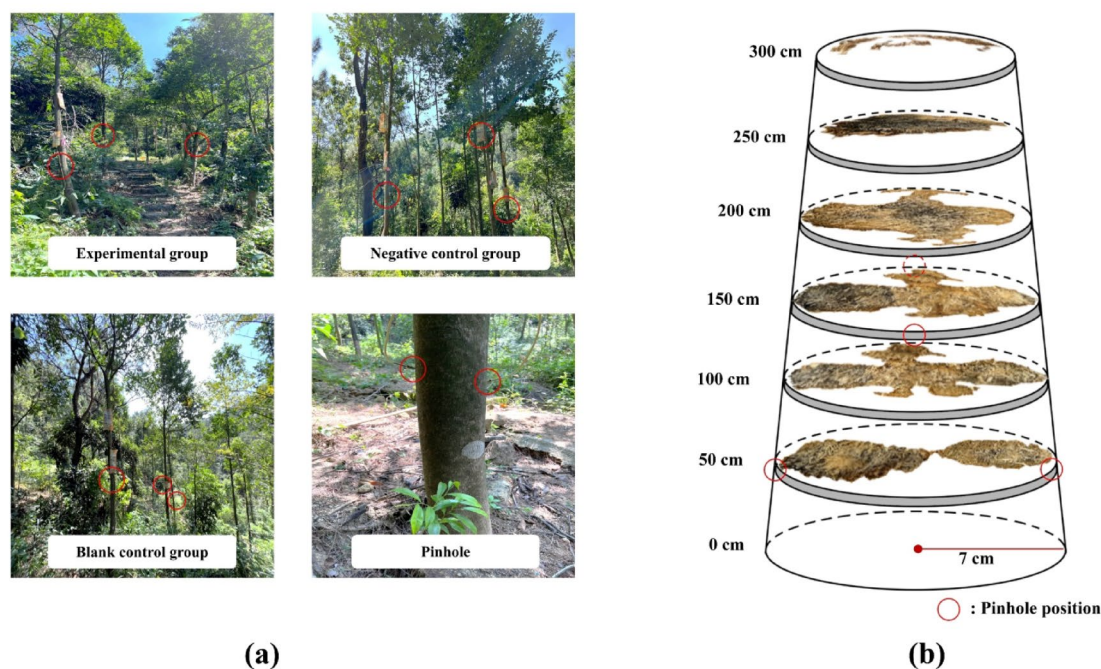 Experimental group
Negative control group
Blank control group
Pinhole
(a)
300 cm
250 cm
200 cm
150 cm
100 cm
50 cm
0 cm
7 cm
: Pinhole position
(b)